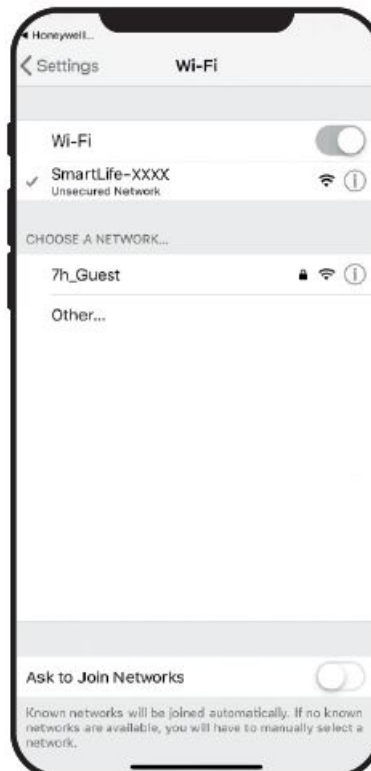 Honeywell...
Settings
Wi-Fi
Wi-Fi
SmartLife-XXXX
Unsecured Network
CHOOSE A NETWORK...
7h_Guest
Other...
Ask to Join Networks
Known networks will be joined automatically. If no known
networks are available, you will have to manually select a
network.